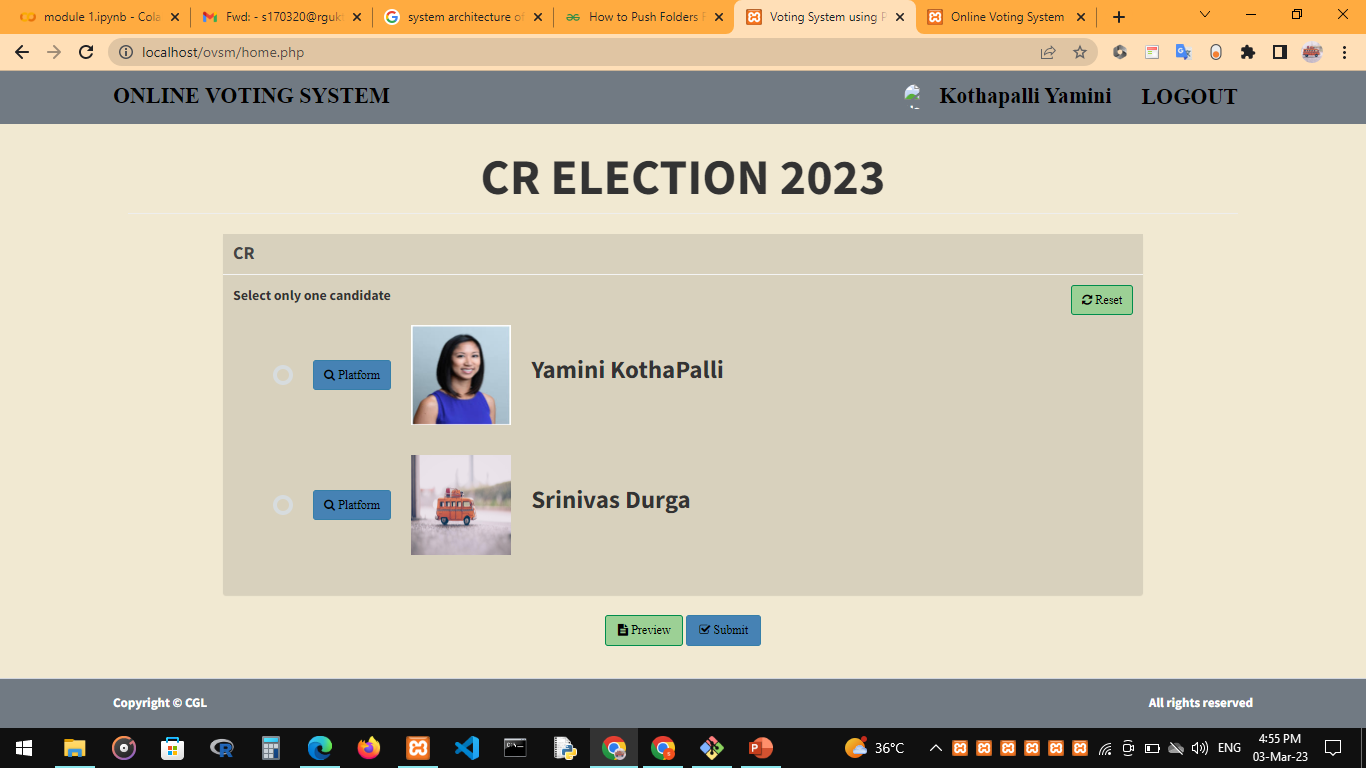 module 1.ipynb - Cola
Fwd: - s170320@rguk
system architecture of
How to Push Folders F
Voting System using P
Online Voting System
localhost/ovsm/home.php
ONLINE VOTING SYSTEM
Kothapalli Yamini
LOGOUT
CR ELECTION 2023
CR
Select only one candidate
Reset
Platform
Yamini KothaPalli
Platform
Srinivas Durga
Preview
Submit
Copyright © CGL
All rights reserved
36°C
ENG
4:55 PM
03-Mar-23